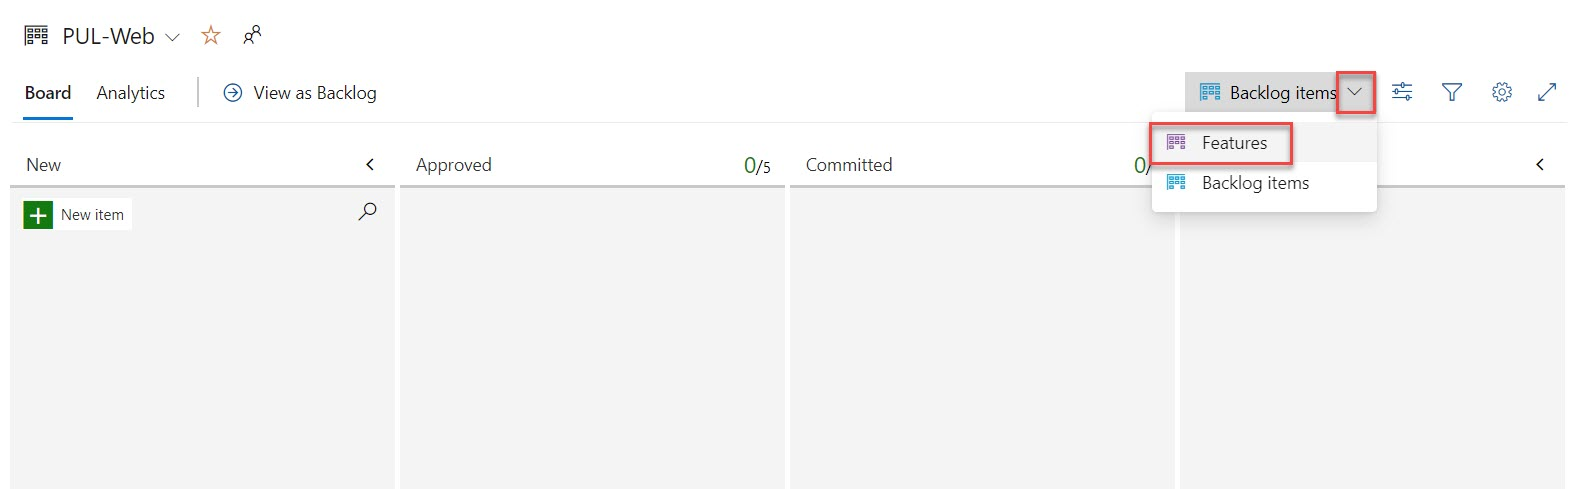 PUL-Web
Board Analytics View as Backlog Backlog items
Features
Backlog items
New Approved 0/5 Committed 0/
New item